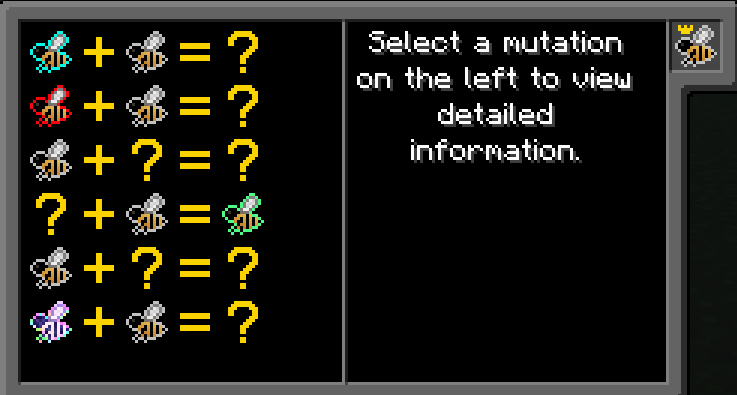 + = ?
+ = ?
+ ? = ?
? + =
+ ? = ?
+ = ?
Select a mutation
on the left to view
detailed
information.